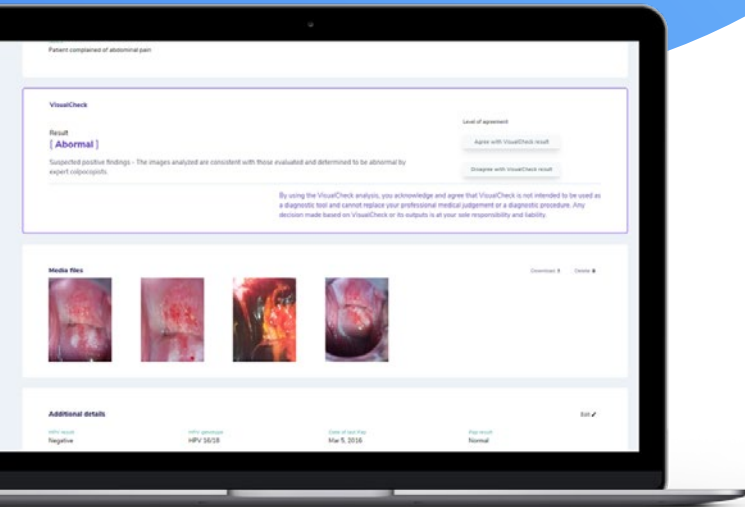 Patient complained of abdominal pain
VisualCheck
Level of agreement
Result
[ Abormal ]
Agree with VisualCheck result
Suspected positive findings - The images analyzed are consistent with those evaluated and determined to be abnormal by
expert colposcopists.
Disagree with VisualCheck result
By using the VisualCheck analysis, you acknowledge and agree that VisualCheck is not intended to be used as
a diagnostic tool and cannot replace your professional medical judgement or a diagnostic procedure. Any
decision made based on VisualCheck or its outputs is at your sole responsibility and liability.
Media files
Download Delete
Additional details
Edit
HPV result HPV genotype Date of last Pap Pap result
Negative HPV 16/18 Mar 5, 2016 Normal